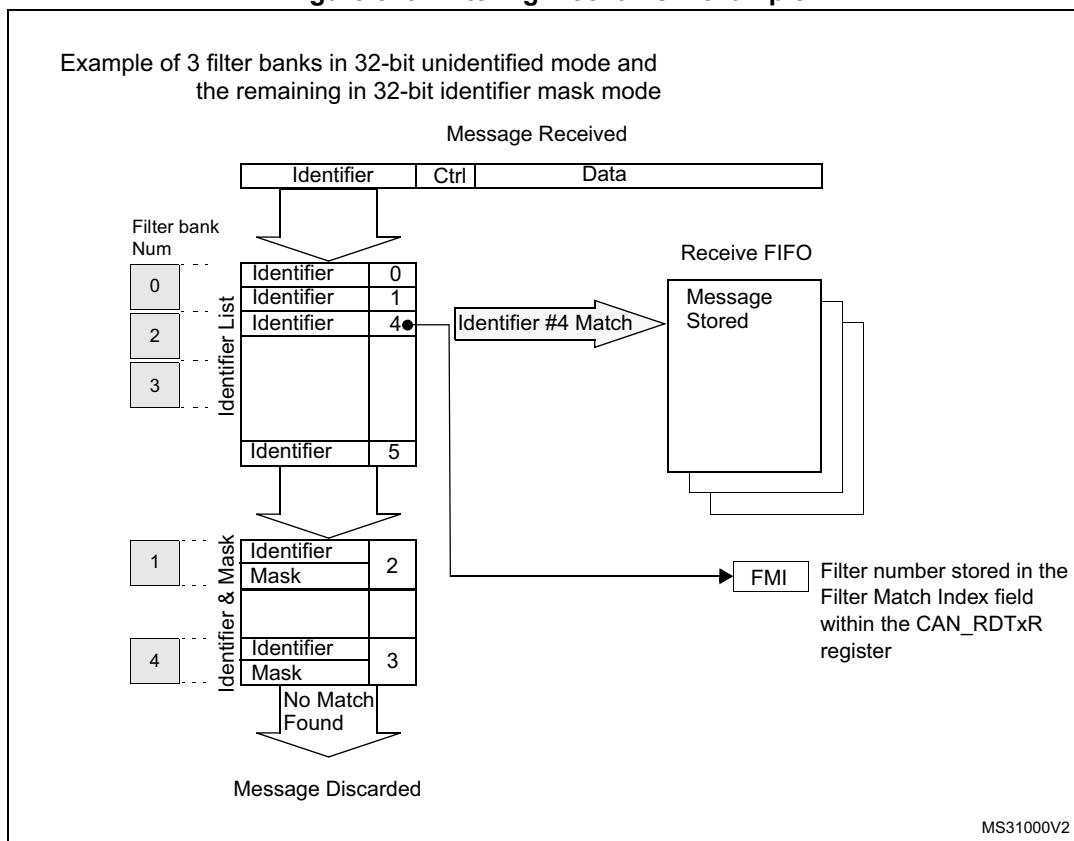 Example of 3 filter banks in 32-bit unidentified mode and
the remaining in 32-bit identifier mask mode
Message Received
Identifier Ctrl Data
Filter bank
Num
Receive FIFO
0
2
3
Identifier List
Identifier 0
Identifier 1
Identifier 4
Identifier 5
Identifier #4 Match
Message
Stored
1
4
Identifier & Mask
Identifier
Mask
2
Identifier
Mask
3
FMI
Filter number stored in the
Filter Match Index field
within the CAN_RDTxR
register
No Match
Found
Message Discarded
MS31000V2